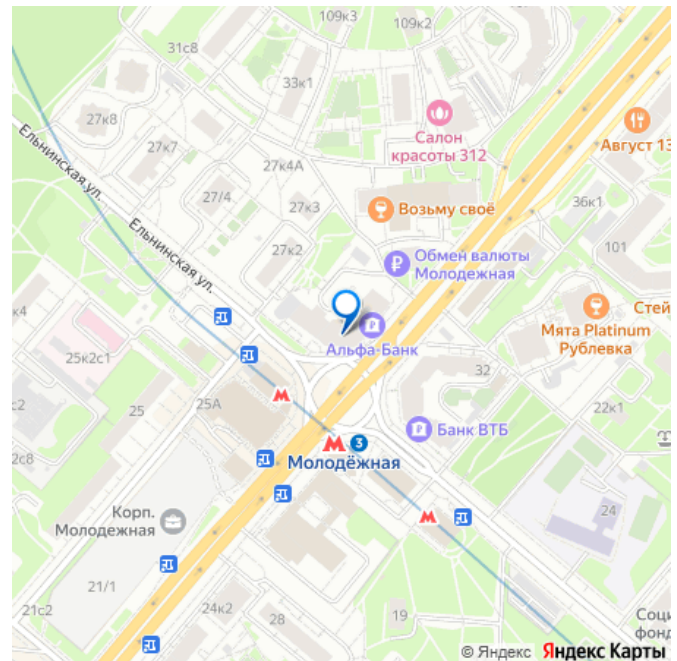 109к3
109к2
31с8
33к1
27к8
Салон
красоты 312
Август 13
27к7
27к4А
Ельнинская ул.
27/4
27к3
Возьму своё
36к1
Ельнинская ул.
27к2
Обмен валюты
Молодежная
101
Стей
к4
Мята Platinum
Рублевка
Альфа-Банк
25к2с1
32
25
25А
22к1
с2
Банк ВТБ
3
Молодёжная
2с8
24
Корп.
Молодежная
21/1
24к2
28
19
21с2
Соци
фонд
© Яндекс Яндекс Карты